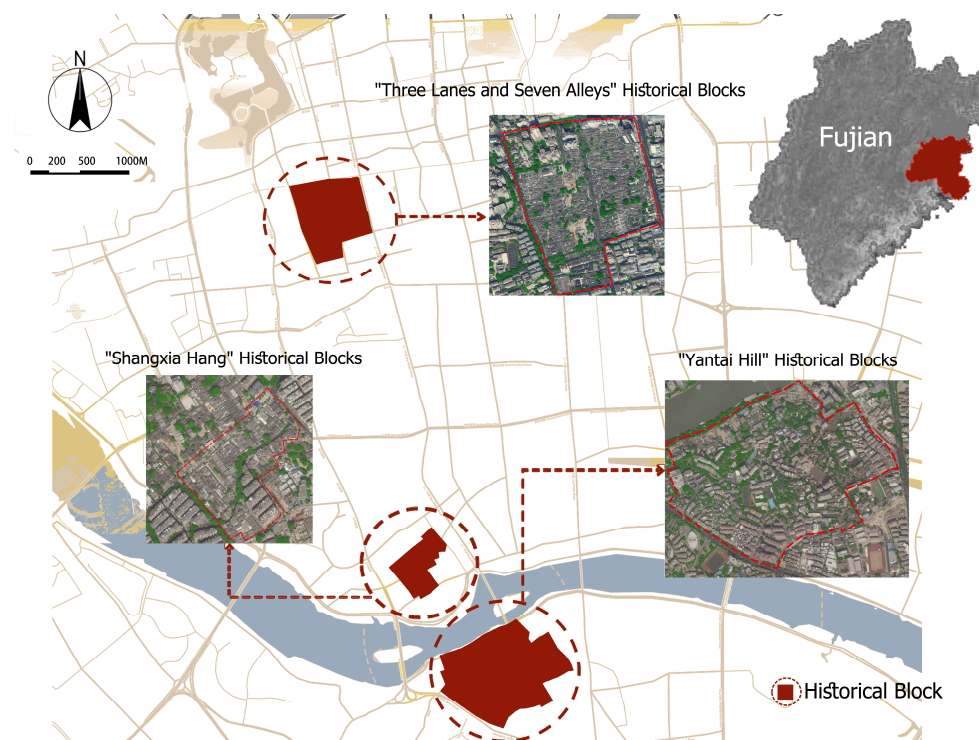 N
0 200 500 1000M
"Three Lanes and Seven Alleys" Historical Blocks
Fujian
"Shangxia Hang" Historical Blocks
"Yantai Hill" Historical Blocks
Historical Block